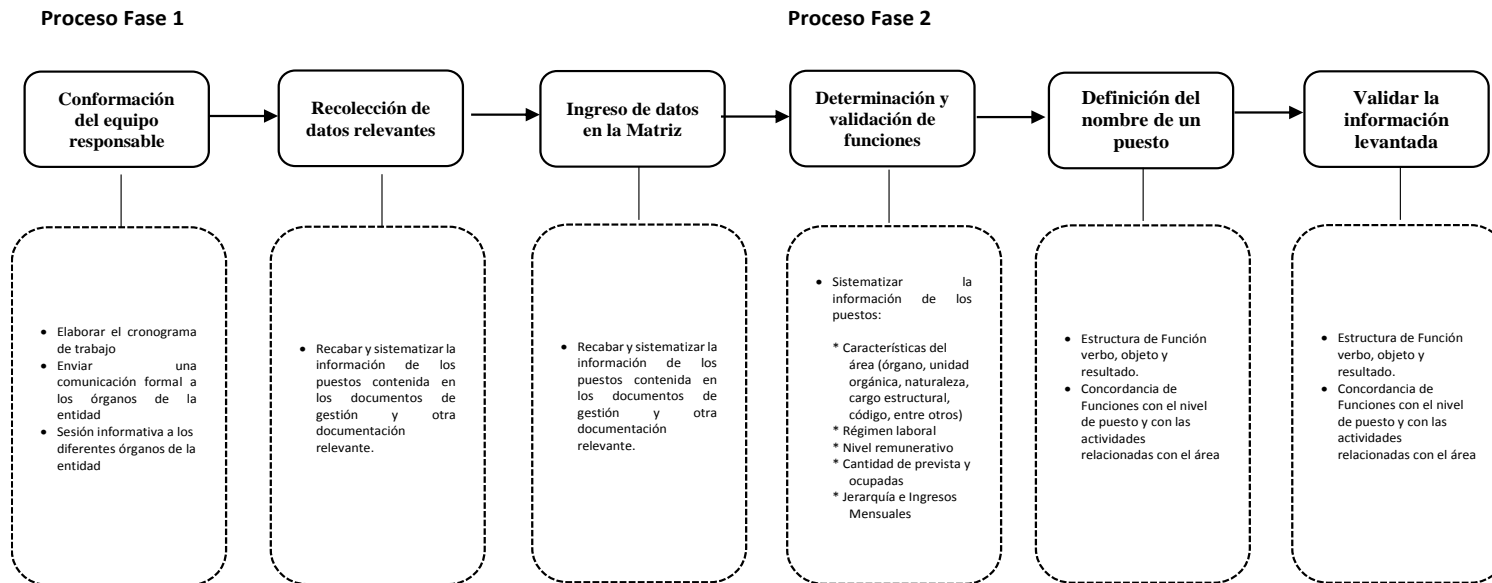 Proceso Fase 1
Proceso Fase 2
Conformación
del equipo
responsable
Recolección de
datos relevantes
Ingreso de datos
en la Matriz
Determinación y
validación de
funciones
Definición del
nombre de un
puesto
Validar la
información
levantada
• Elaborar el cronograma
de trabajo
• Enviar una
comunicación formal a
los órganos de la
entidad
• Sesión informativa a los
diferentes órganos de la
entidad
• Recabar y sistematizar la
información de los
puestos contenida en
los documentos de
gestión y otra
documentación
relevante.
• Recabar y sistematizar la
información de los
puestos contenida en
los documentos de
gestión y otra
documentación
relevante.
• Sistematizar la
información de los
puestos:
* Características del
área (órgano, unidad
orgánica, naturaleza,
cargo estructural,
código, entre otros)
* Régimen laboral
* Nivel remunerativo
* Cantidad de prevista y
ocupadas
* Jerarquía e Ingresos
Mensuales
• Estructura de Función
verbo, objeto y
resultado.
• Concordancia de
Funciones con el nivel
de puesto y con las
actividades
relacionadas con el área
• Estructura de Función
verbo, objeto y
resultado.
• Concordancia de
Funciones con el nivel
de puesto y con las
actividades
relacionadas con el área